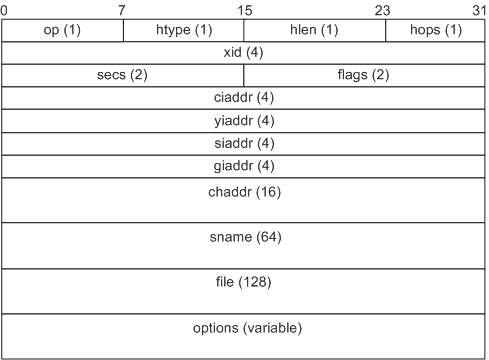 0 7 15 23 31
op (1) htype (1) hlen (1) hops (1)
xid (4)
secs (2) flags (2)
ciaddr (4)
yiaddr (4)
siaddr (4)
giaddr (4)
chaddr (16)
sname (64)
file (128)
options (variable)